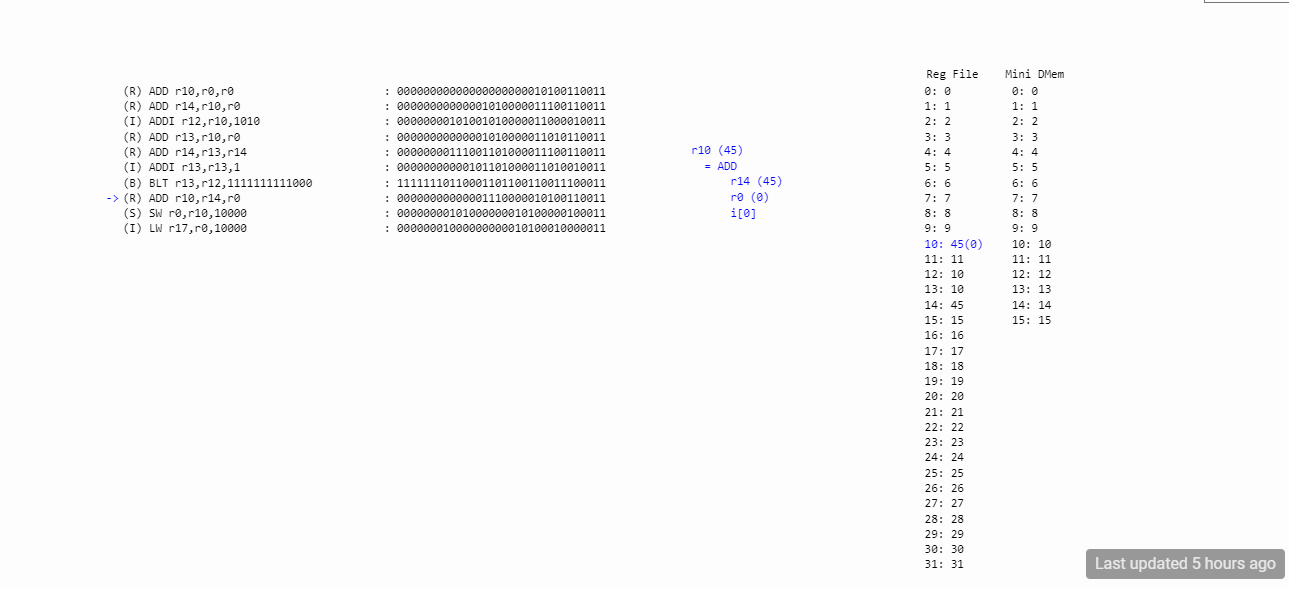 Reg File Mini DMem
(R) ADD r10,r0,r0 : 00000000000000000000010100110011 0: 0 0: 0
(R) ADD r14,r10,r0 : 00000000000001010000011100110011 1: 1 1: 1
(I) ADDI r12,r10,1010 : 00000000101001010000011000010011 2: 2 2: 2
(R) ADD r13,r10,r0 : 00000000000001010000011010110011 3: 3 3: 3
(R) ADD r14,r13,r14 : 00000000111001101000011100110011 r10 (45) 4: 4 4: 4
(I) ADDI r13,r13,1 : 00000000000101101000011010010011 = ADD 5: 5 5: 5
(B) BLT r13,r12,1111111111000 : 11111110110001101100110011100011 r14 (45) 6: 6 6: 6
-> (R) ADD r10,r14,r0 : 00000000000001110000010100110011 r0 (0) 7: 7 7: 7
(S) SW r0,r10,10000 : 00000000101000000010100000100011 i[0] 8: 8 8: 8
(I) LW r17,r0,10000 : 00000001000000000010100010000011 9: 9 9: 9
10: 45(0) 10: 10
11: 11 11: 11
12: 10 12: 12
13: 10 13: 13
14: 45 14: 14
15: 15 15: 15
16: 16
17: 17
18: 18
19: 19
20: 20
21: 21
22: 22
23: 23
24: 24
25: 25
26: 26
27: 27
28: 28
29: 29
30: 30
31: 31
Last updated 5 hours ago